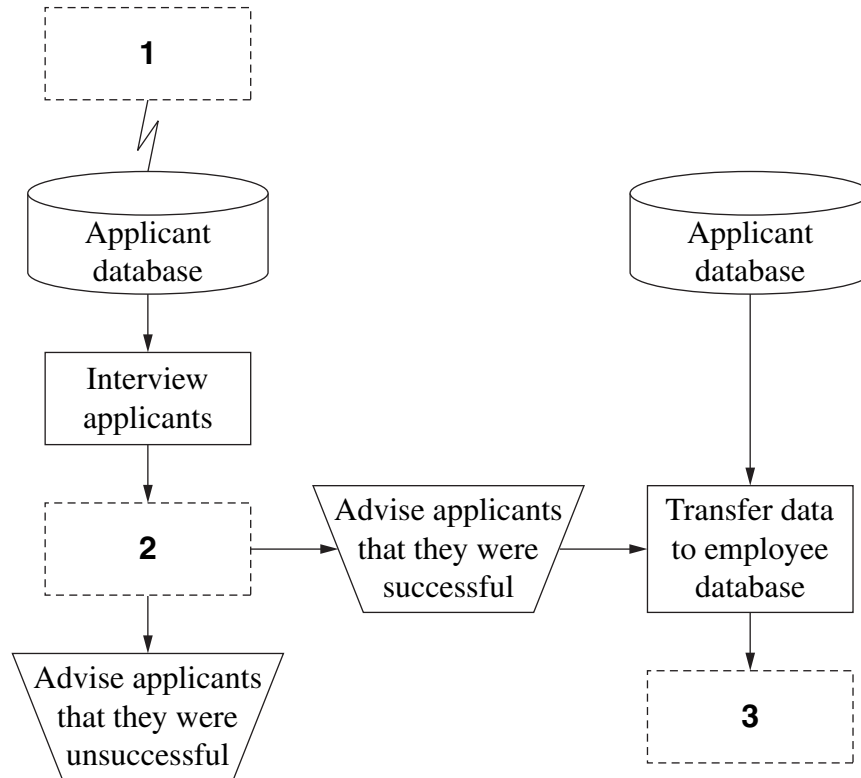 1
Applicant
database
Applicant
database
Interview
applicants
2
Advise applicants
that they were
successful
Transfer data
to employee
database
Advise applicants
that they were
unsuccessful
3